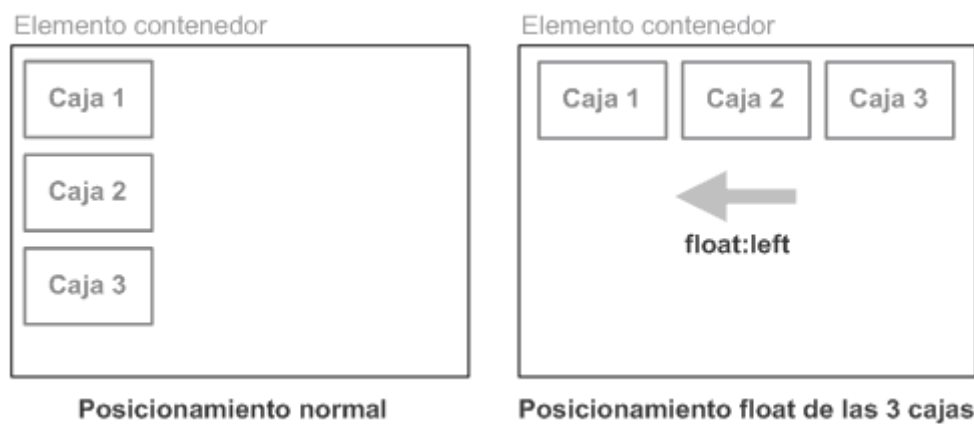 Elemento contenedor
Caja 1
Caja 2
Caja 3
Posicionamiento normal
Elemento contenedor
Caja 1 Caja 2 Caja 3
float:left
Posicionamiento float de las 3 cajas